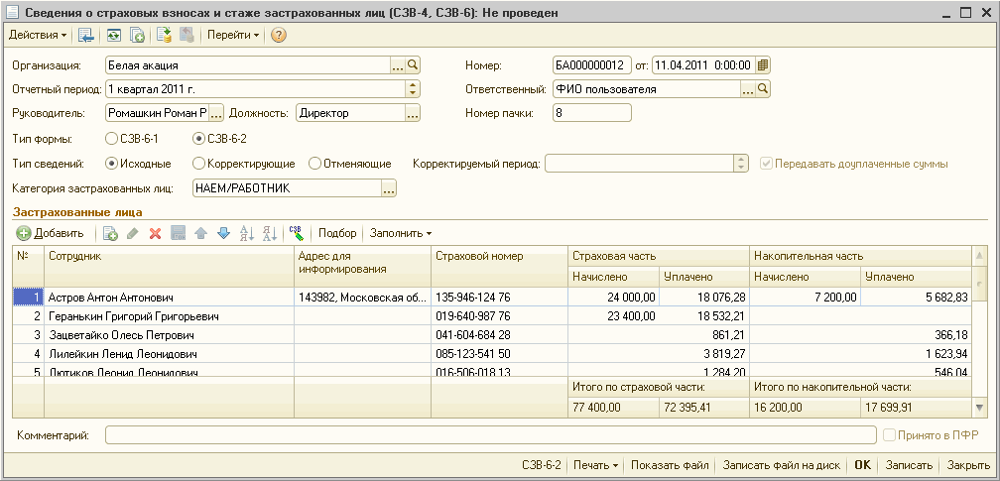 Сведения о страховых взносах и стаже застрахованных лиц (СЗВ-4, СЗВ-6): Не проведен
Действия Перейти
Организация: Белая акация ... Номер: БА000000012 от: 11.04.2011 0:00:00
Отчетный период: 1 квартал 2011 г. Ответственный: ФИО пользователя ...
Руководитель: Ромашкин Роман Р ... Должность: Директор ... Номер пачки: 8
Тип формы: СЗВ-6-1 СЗВ-6-2
Тип сведений: Исходные Корректирующие Отменяющие Корректируемый период: Передавать доуплаченные суммы
Категория застрахованных лиц: НАЕМ/РАБОТНИК ...
Застрахованные лица
Добавить СЗВ Подбор Заполнить
№ Сотрудник Адрес для информирования Страховой номер Страховая часть Накопительная часть
Начислено Уплачено Начислено Уплачено
1 Астров Антон Антонович 143982, Московская об... 135-946-124 76 24 000,00 18 076,28 7 200,00 5 682,83
2 Геранькин Григорий Григорьевич 019-640-987 76 23 400,00 18 532,21
3 Зацветайко Олесь Петрович 041-604-684 28 861,21 366,18
4 Лилейкин Ленид Леонидович 085-123-541 50 3 819,27 1 623,94
5 Лютиков Леонид Леонидович 016-506-018 13 1 284,20 546,04
Итого по страховой части: Итого по накопительной части:
77 400,00 72 395,41 16 200,00 17 699,91
Комментарий: Принято в ПФР
СЗВ-6-2 Печать Показать файл Записать файл на диск OK Записать Закрыть